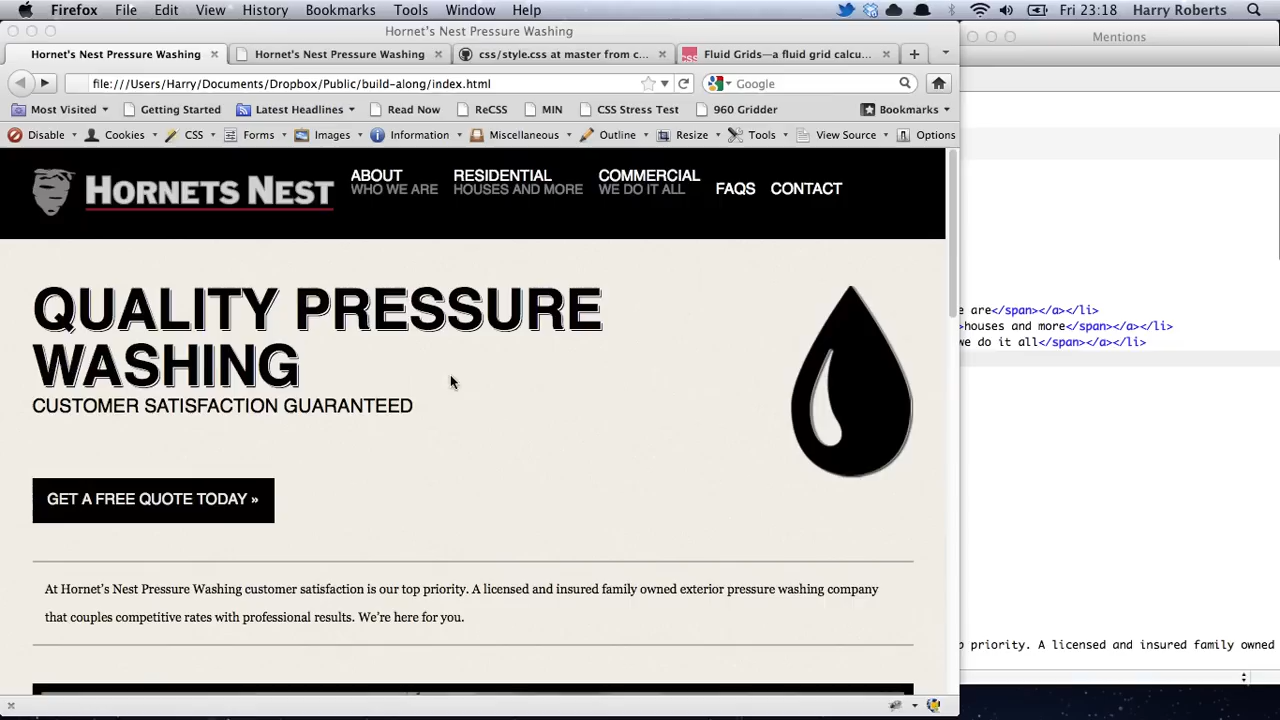 Firefox File Edit View History Bookmarks Tools Window Help Fri 23:18 Harry Roberts
Hornet's Nest Pressure Washing
Mentions
Hornet's Nest Pressure Washing Hornet's Nest Pressure Washing css/style.css at master from c... Fluid Grids—a fluid grid calcu...
file:///Users/Harry/Documents/Dropbox/Public/build-along/index.html Google
Most Visited Getting Started Latest Headlines Read Now ReCSS MIN CSS Stress Test 960 Gridder Bookmarks
Disable Cookies CSS Forms Images Information Miscellaneous Outline Resize Tools View Source Options
HORNETS NEST
ABOUT RESIDENTIAL COMMERCIAL
WHO WE ARE HOUSES AND MORE WE DO IT ALL FAQS CONTACT
QUALITY PRESSURE
WASHING
CUSTOMER SATISFACTION GUARANTEED
GET A FREE QUOTE TODAY »
At Hornet's Nest Pressure Washing customer satisfaction is our top priority. A licensed and insured family owned exterior pressure washing company
that couples competitive rates with professional results. We're here for you.
e are</span></a></li>
>houses and more</span></a></li>
we do it all</span></a></li>
p priority. A licensed and insured family owned